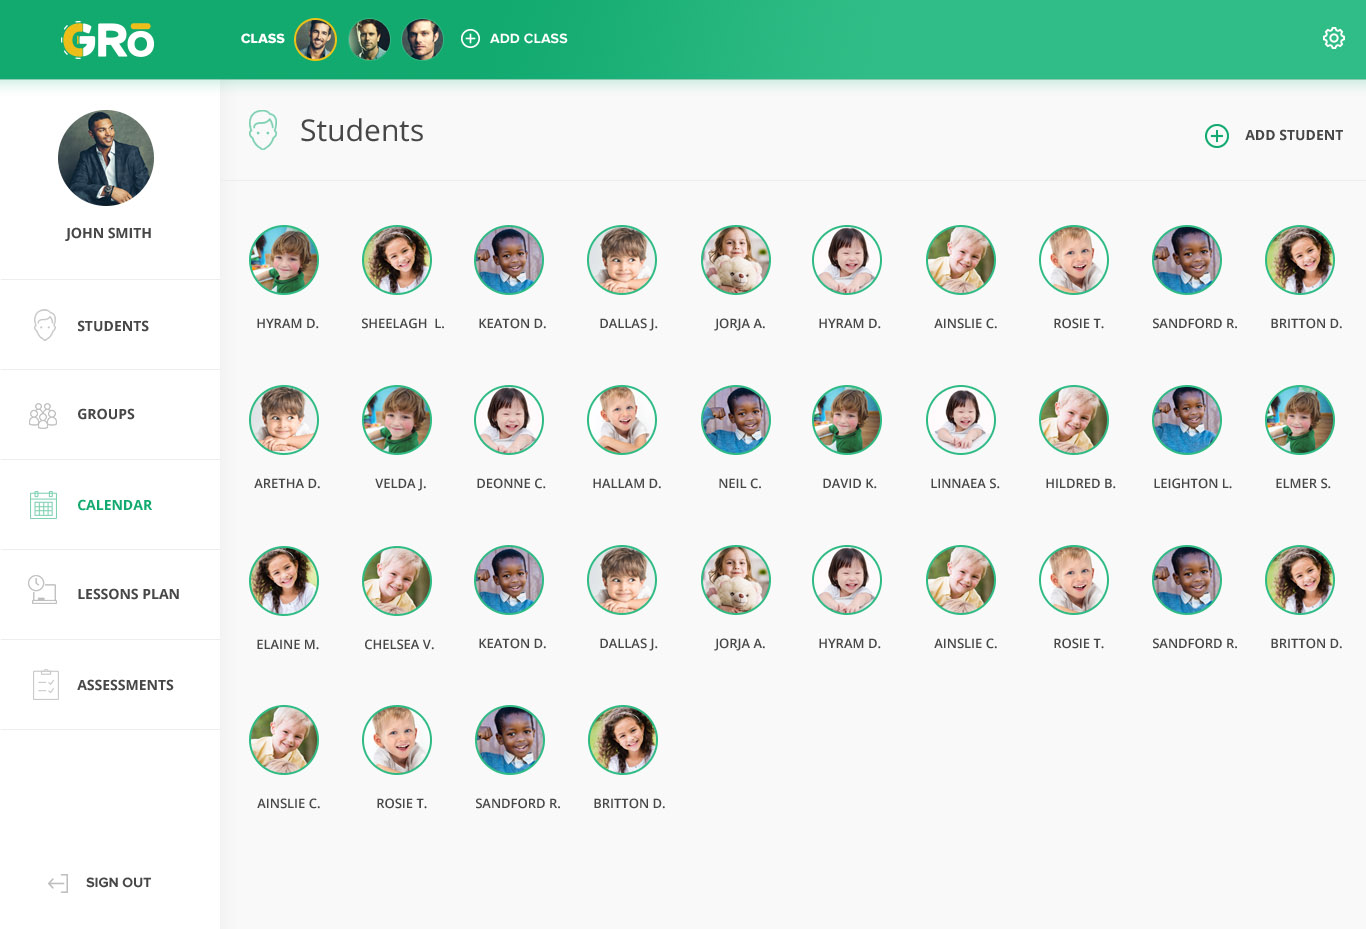 GRō
CLASS
ADD CLASS
Students
ADD STUDENT
JOHN SMITH
STUDENTS
GROUPS
CALENDAR
LESSONS PLAN
ASSESSMENTS
SIGN OUT
HYRAM D. SHEELAGH L. KEATON D. DALLAS J. JORJA A. HYRAM D. AINSLIE C. ROSIE T. SANDFORD R. BRITTON D.
ARETHA D. VELDA J. DEONNE C. HALLAM D. NEIL C. DAVID K. LINNAEA S. HILDRED B. LEIGHTON L. ELMER S.
ELAINE M. CHELSEA V. KEATON D. DALLAS J. JORJA A. HYRAM D. AINSLIE C. ROSIE T. SANDFORD R. BRITTON D.
AINSLIE C. ROSIE T. SANDFORD R. BRITTON D.